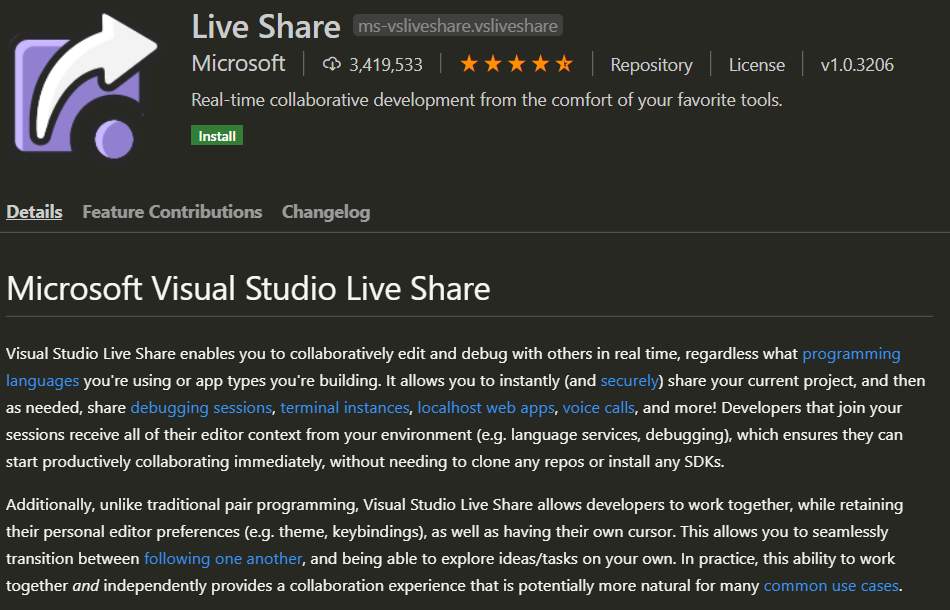 Live Share ms-vsliveshare.vsliveshare
Microsoft 3,419,533 Repository License v1.0.3206
Real-time collaborative development from the comfort of your favorite tools.
Install
Details Feature Contributions Changelog
Microsoft Visual Studio Live Share
Visual Studio Live Share enables you to collaboratively edit and debug with others in real time, regardless what programming
languages you're using or app types you're building. It allows you to instantly (and securely) share your current project, and then
as needed, share debugging sessions, terminal instances, localhost web apps, voice calls, and more! Developers that join your
sessions receive all of their editor context from your environment (e.g. language services, debugging), which ensures they can
start productively collaborating immediately, without needing to clone any repos or install any SDKs.
Additionally, unlike traditional pair programming, Visual Studio Live Share allows developers to work together, while retaining
their personal editor preferences (e.g. theme, keybindings), as well as having their own cursor. This allows you to seamlessly
transition between following one another, and being able to explore ideas/tasks on your own. In practice, this ability to work
together and independently provides a collaboration experience that is potentially more natural for many common use cases.